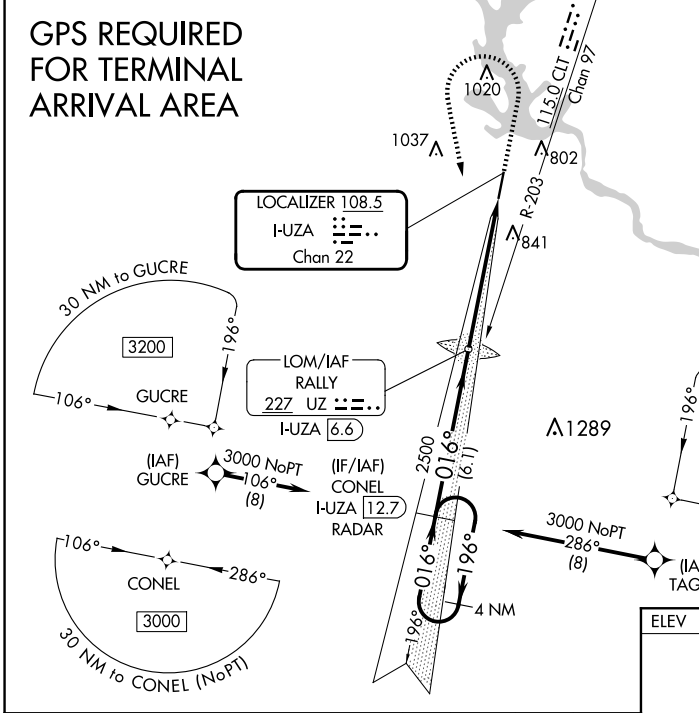 GPS REQUIRED
FOR TERMINAL
ARRIVAL AREA
1020
115.0 CLT
Chan 97
1037
802
R-203
LOCALIZER 108.5
I-UZA
Chan 22
841
30 NM to GUCRE
3200
196°
106°
GUCRE
LOM/IAF
RALLY
227 UZ
I-UZA 6.6
1289
196°
2500
016°
(6.1)
(IAF)
GUCRE
3000 NoPT
106°
(8)
(IF/IAF)
CONEL
I-UZA 12.7
RADAR
3000 NoPT
286°
(8)
(IA
TAG
016°
196°
4 NM
196°
106°
286°
CONEL
3000
30 NM to CONEL (NoPT)
ELEV